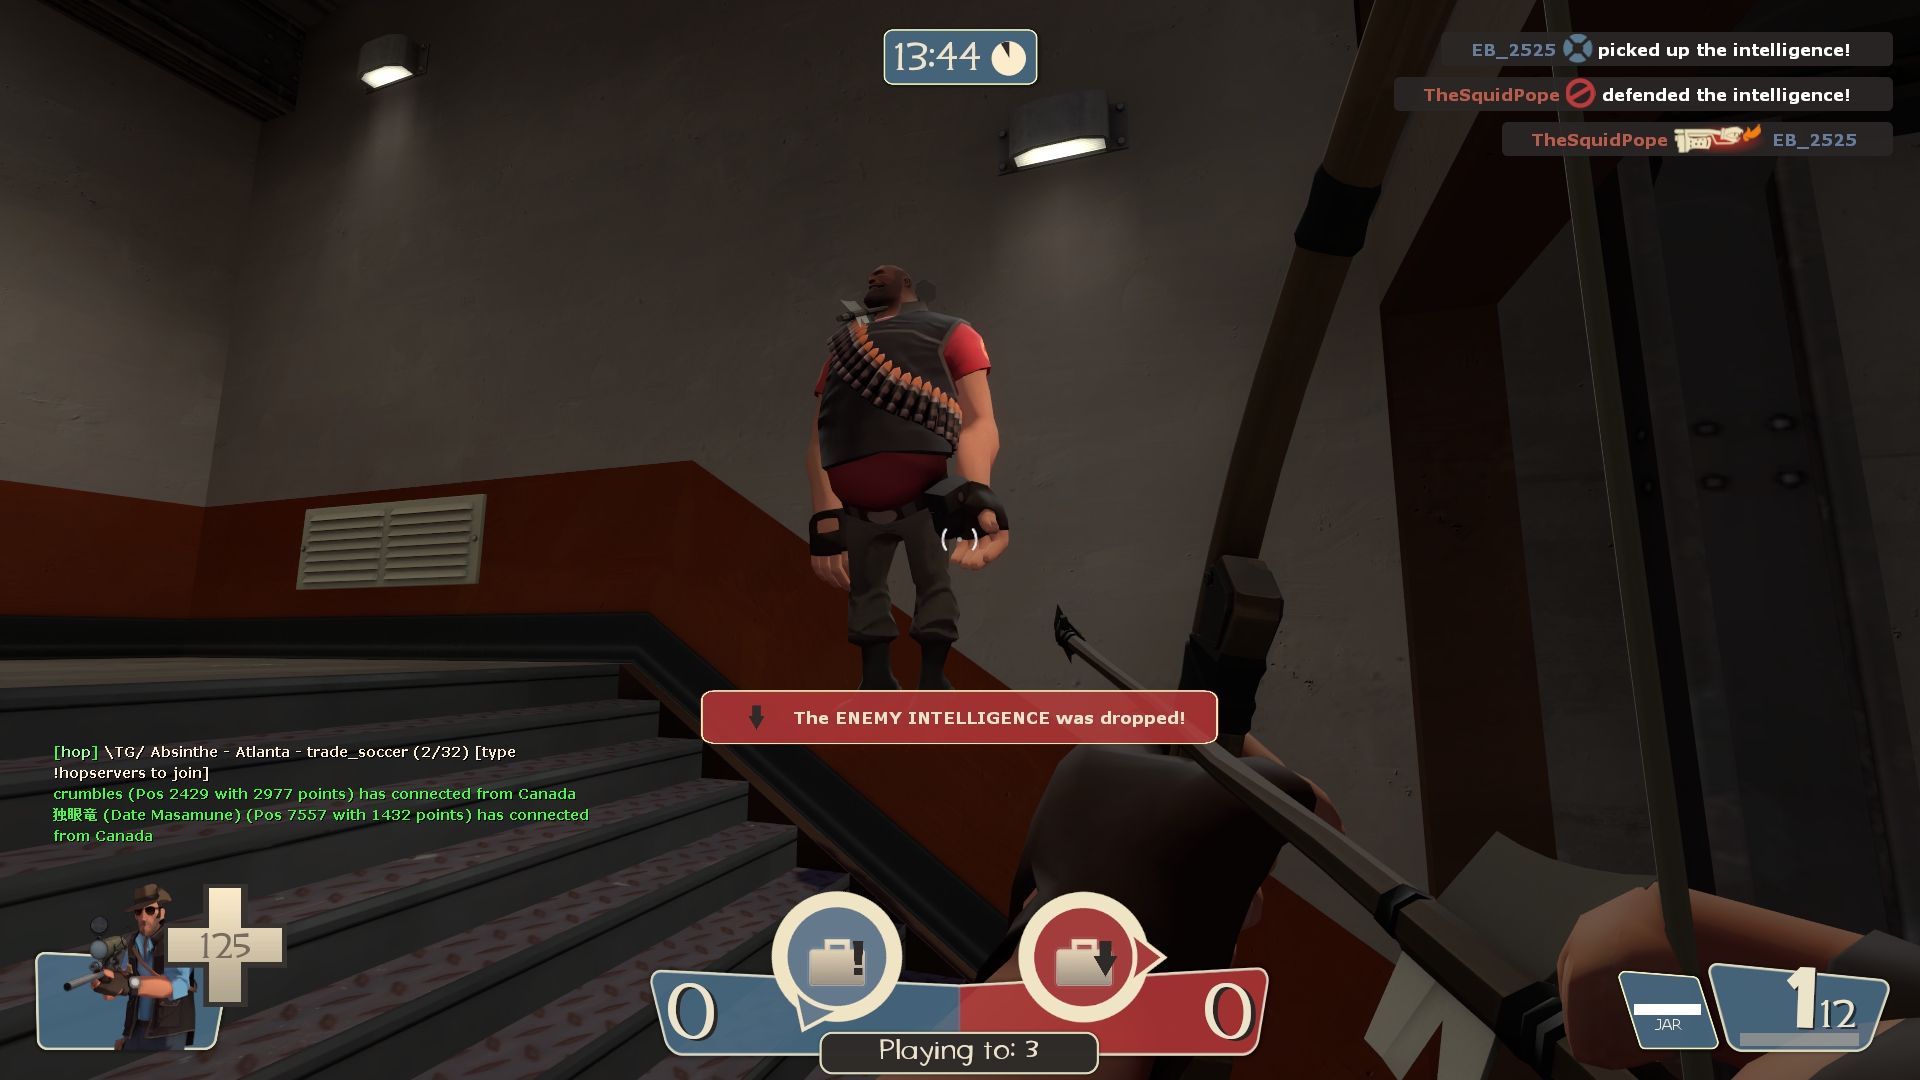 13:44
EB_2525 picked up the intelligence!
TheSquidPope defended the intelligence!
TheSquidPope EB_2525
The ENEMY INTELLIGENCE was dropped!
[hop] \TG/ Absinthe - Atlanta - trade_soccer (2/32) [type
!hopservers to join]
crumbles (Pos 2429 with 2977 points) has connected from Canada
独眼竜 (Date Masamune) (Pos 7557 with 1432 points) has connected
from Canada
125
!
0
0
Playing to: 3
JAR
1 12